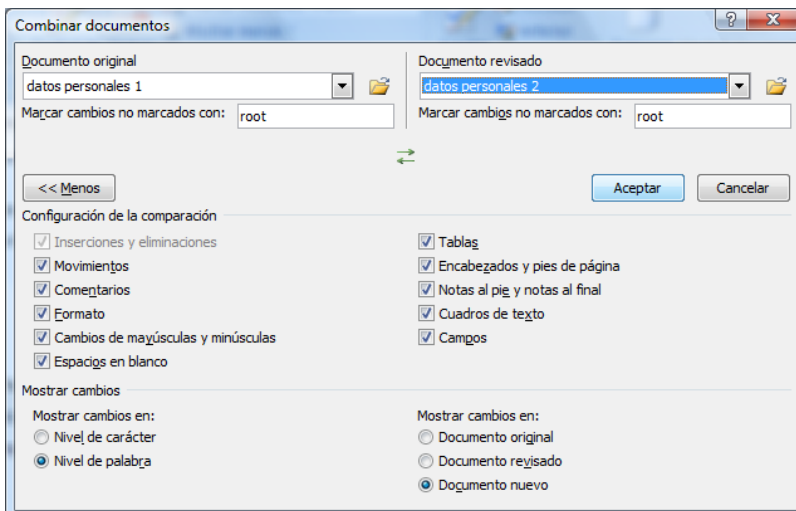 Combinar documentos
Documento original
datos personales 1
Marcar cambios no marcados con: root
Documento revisado
datos personales 2
Marcar cambios no marcados con: root
<< Menos
Aceptar
Cancelar
Configuración de la comparación
Inserciones y eliminaciones
Movimientos
Comentarios
Formato
Cambios de mayúsculas y minúsculas
Espacios en blanco
Tablas
Encabezados y pies de página
Notas al pie y notas al final
Cuadros de texto
Campos
Mostrar cambios
Mostrar cambios en:
Nivel de carácter
Nivel de palabra
Mostrar cambios en:
Documento original
Documento revisado
Documento nuevo